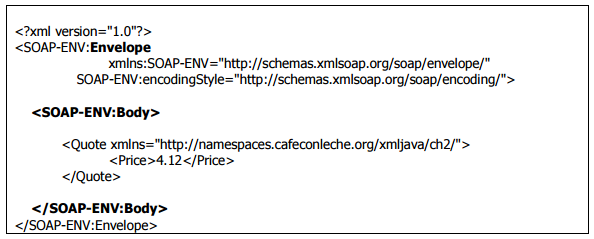 <?xml version="1.0"?>
<SOAP-ENV:Envelope
xmlns:SOAP-ENV="http://schemas.xmlsoap.org/soap/envelope/"
SOAP-ENV:encodingStyle="http://schemas.xmlsoap.org/soap/encoding/">
<SOAP-ENV:Body>
<Quote xmlns="http://namespaces.cafeconleche.org/xmljava/ch2/">
<Price>4.12</Price>
</Quote>
</SOAP-ENV:Body>
</SOAP-ENV:Envelope>